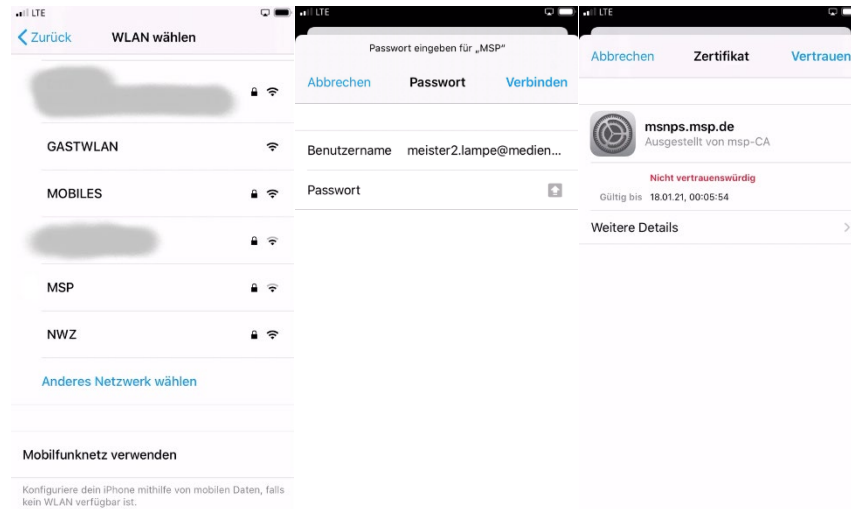 LTE
Zurück
WLAN wählen
GASTWLAN
MOBILES
MSP
NWZ
Anderes Netzwerk wählen
Mobilfunknetz verwenden
Konfiguriere dein iPhone mithilfe von mobilen Daten, falls
kein WLAN verfügbar ist.
LTE
Passwort eingeben für „MSP“
Abbrechen
Passwort
Verbinden
Benutzername meister2.lampe@medien...
Passwort
LTE
Abbrechen
Zertifikat
Vertrauen
msnps.msp.de
Ausgestellt von msp-CA
Nicht vertrauenswürdig
Gültig bis 18.01.21, 00:05:54
Weitere Details